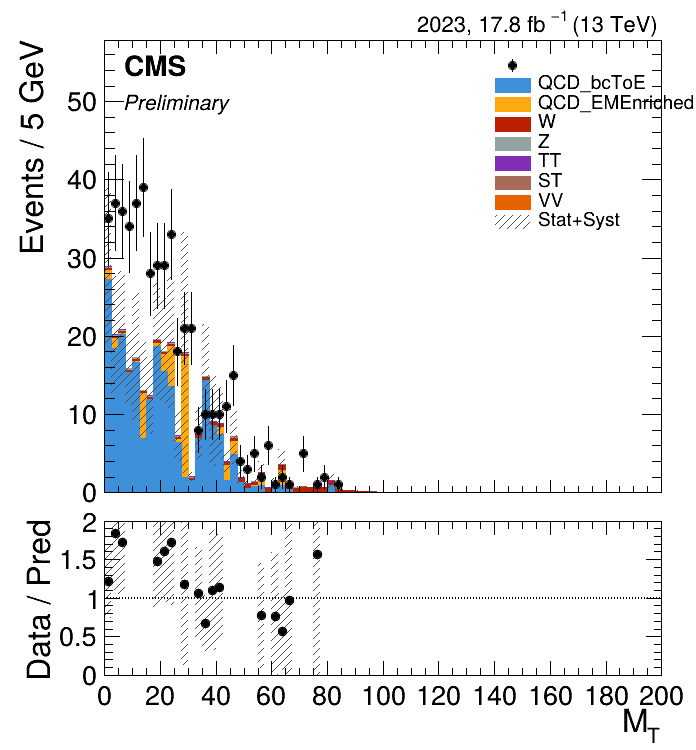 2023, 17.8 fb⁻¹ (13 TeV)
CMS
Preliminary
Events / 5 GeV
50
40
30
20
10
0
QCD_bcToE
QCD_EMEnriched
W
Z
TT
ST
VV
Stat+Syst
Data / Pred
2
1.5
1
0.5
0
0 20 40 60 80 100 120 140 160 180 200
M_T